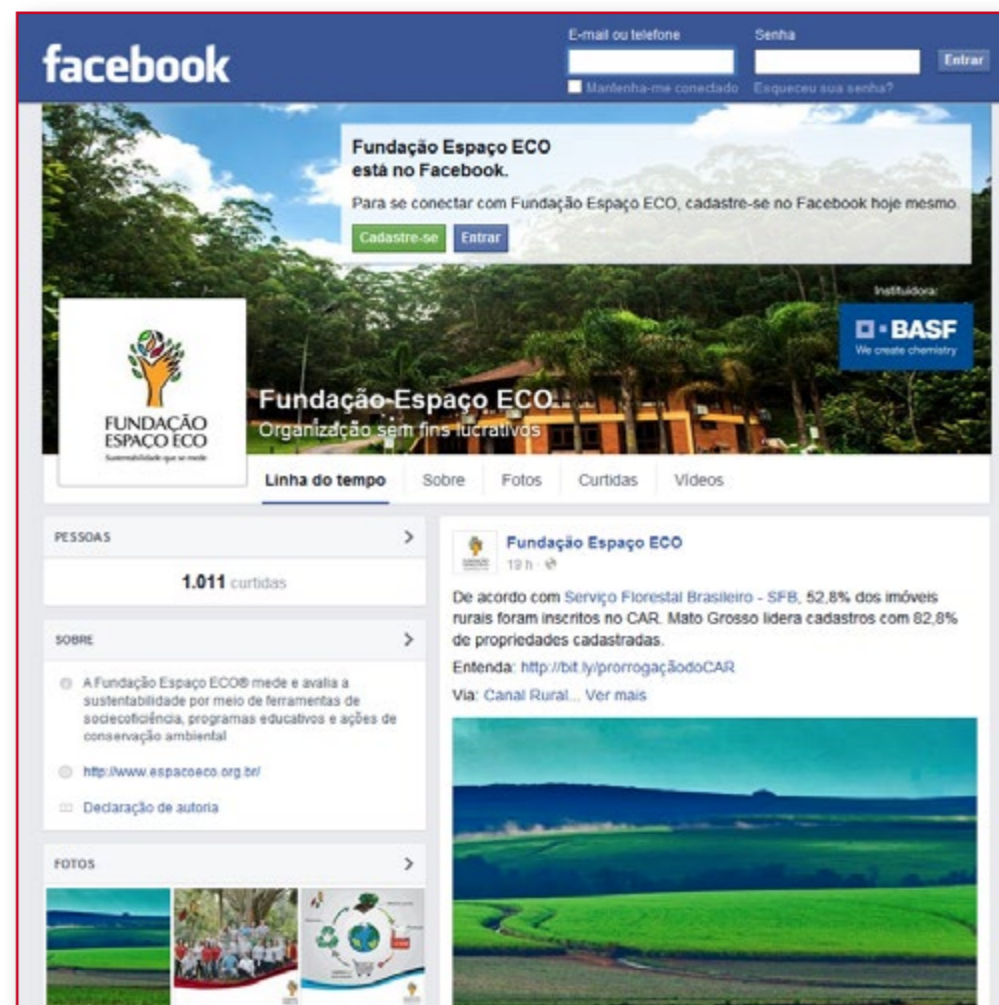 facebook
E-mail ou telefone
Senha
Entrar
Mantenha-me conectado
Esqueceu sua senha?
Fundação Espaço ECO
está no Facebook.
Para se conectar com Fundação Espaço ECO, cadastre-se no Facebook hoje mesmo.
Cadastre-se
Entrar
Instituidora:
BASF
We create chemistry
FUNDAÇÃO
ESPAÇO ECO
Sustentabilidade que se mede
Fundação Espaço ECO
Organização sem fins lucrativos
Linha do tempo
Sobre
Fotos
Curtidas
Vídeos
PESSOAS
1.011 curtidas
SOBRE
A Fundação Espaço ECO® mede e avalia a
sustentabilidade por meio de ferramentas de
socioecoficiência, programas educativos e ações de
conservação ambiental
http://www.espacoeco.org.br/
Declaração de autoria
FOTOS
Fundação Espaço ECO
19 h
De acordo com Serviço Florestal Brasileiro - SFB, 52,8% dos imóveis
rurais foram inscritos no CAR. Mato Grosso lidera cadastros com 82,8%
de propriedades cadastradas.
Entenda: http://bit.ly/prorrogaçãodoCAR
Via: Canal Rural... Ver mais